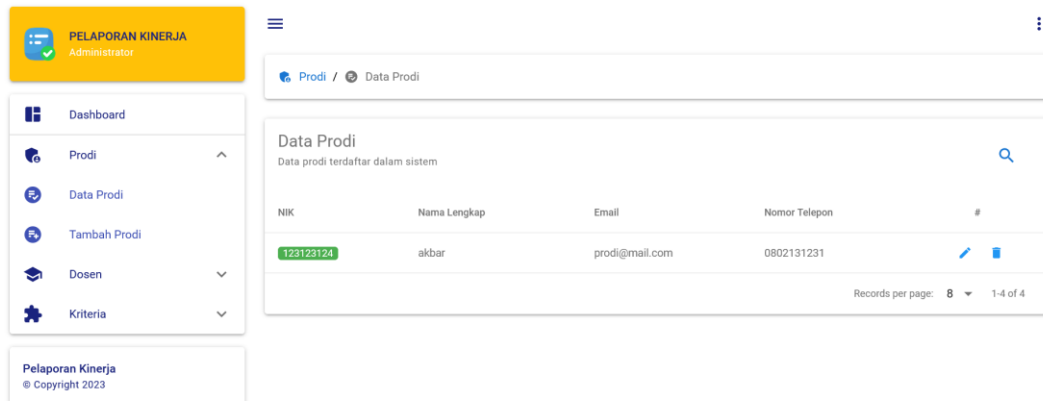 PELAPORAN KINERJA
Administrator
Dashboard
Prodi
Data Prodi
Tambah Prodi
Dosen
Kriteria
Pelaporan Kinerja
© Copyright 2023
Prodi / Data Prodi
Data Prodi
Data prodi terdaftar dalam sistem
NIK Nama Lengkap Email Nomor Telepon #
123123124 akbar prodi@mail.com 0802131231
Records per page: 8 1-4 of 4